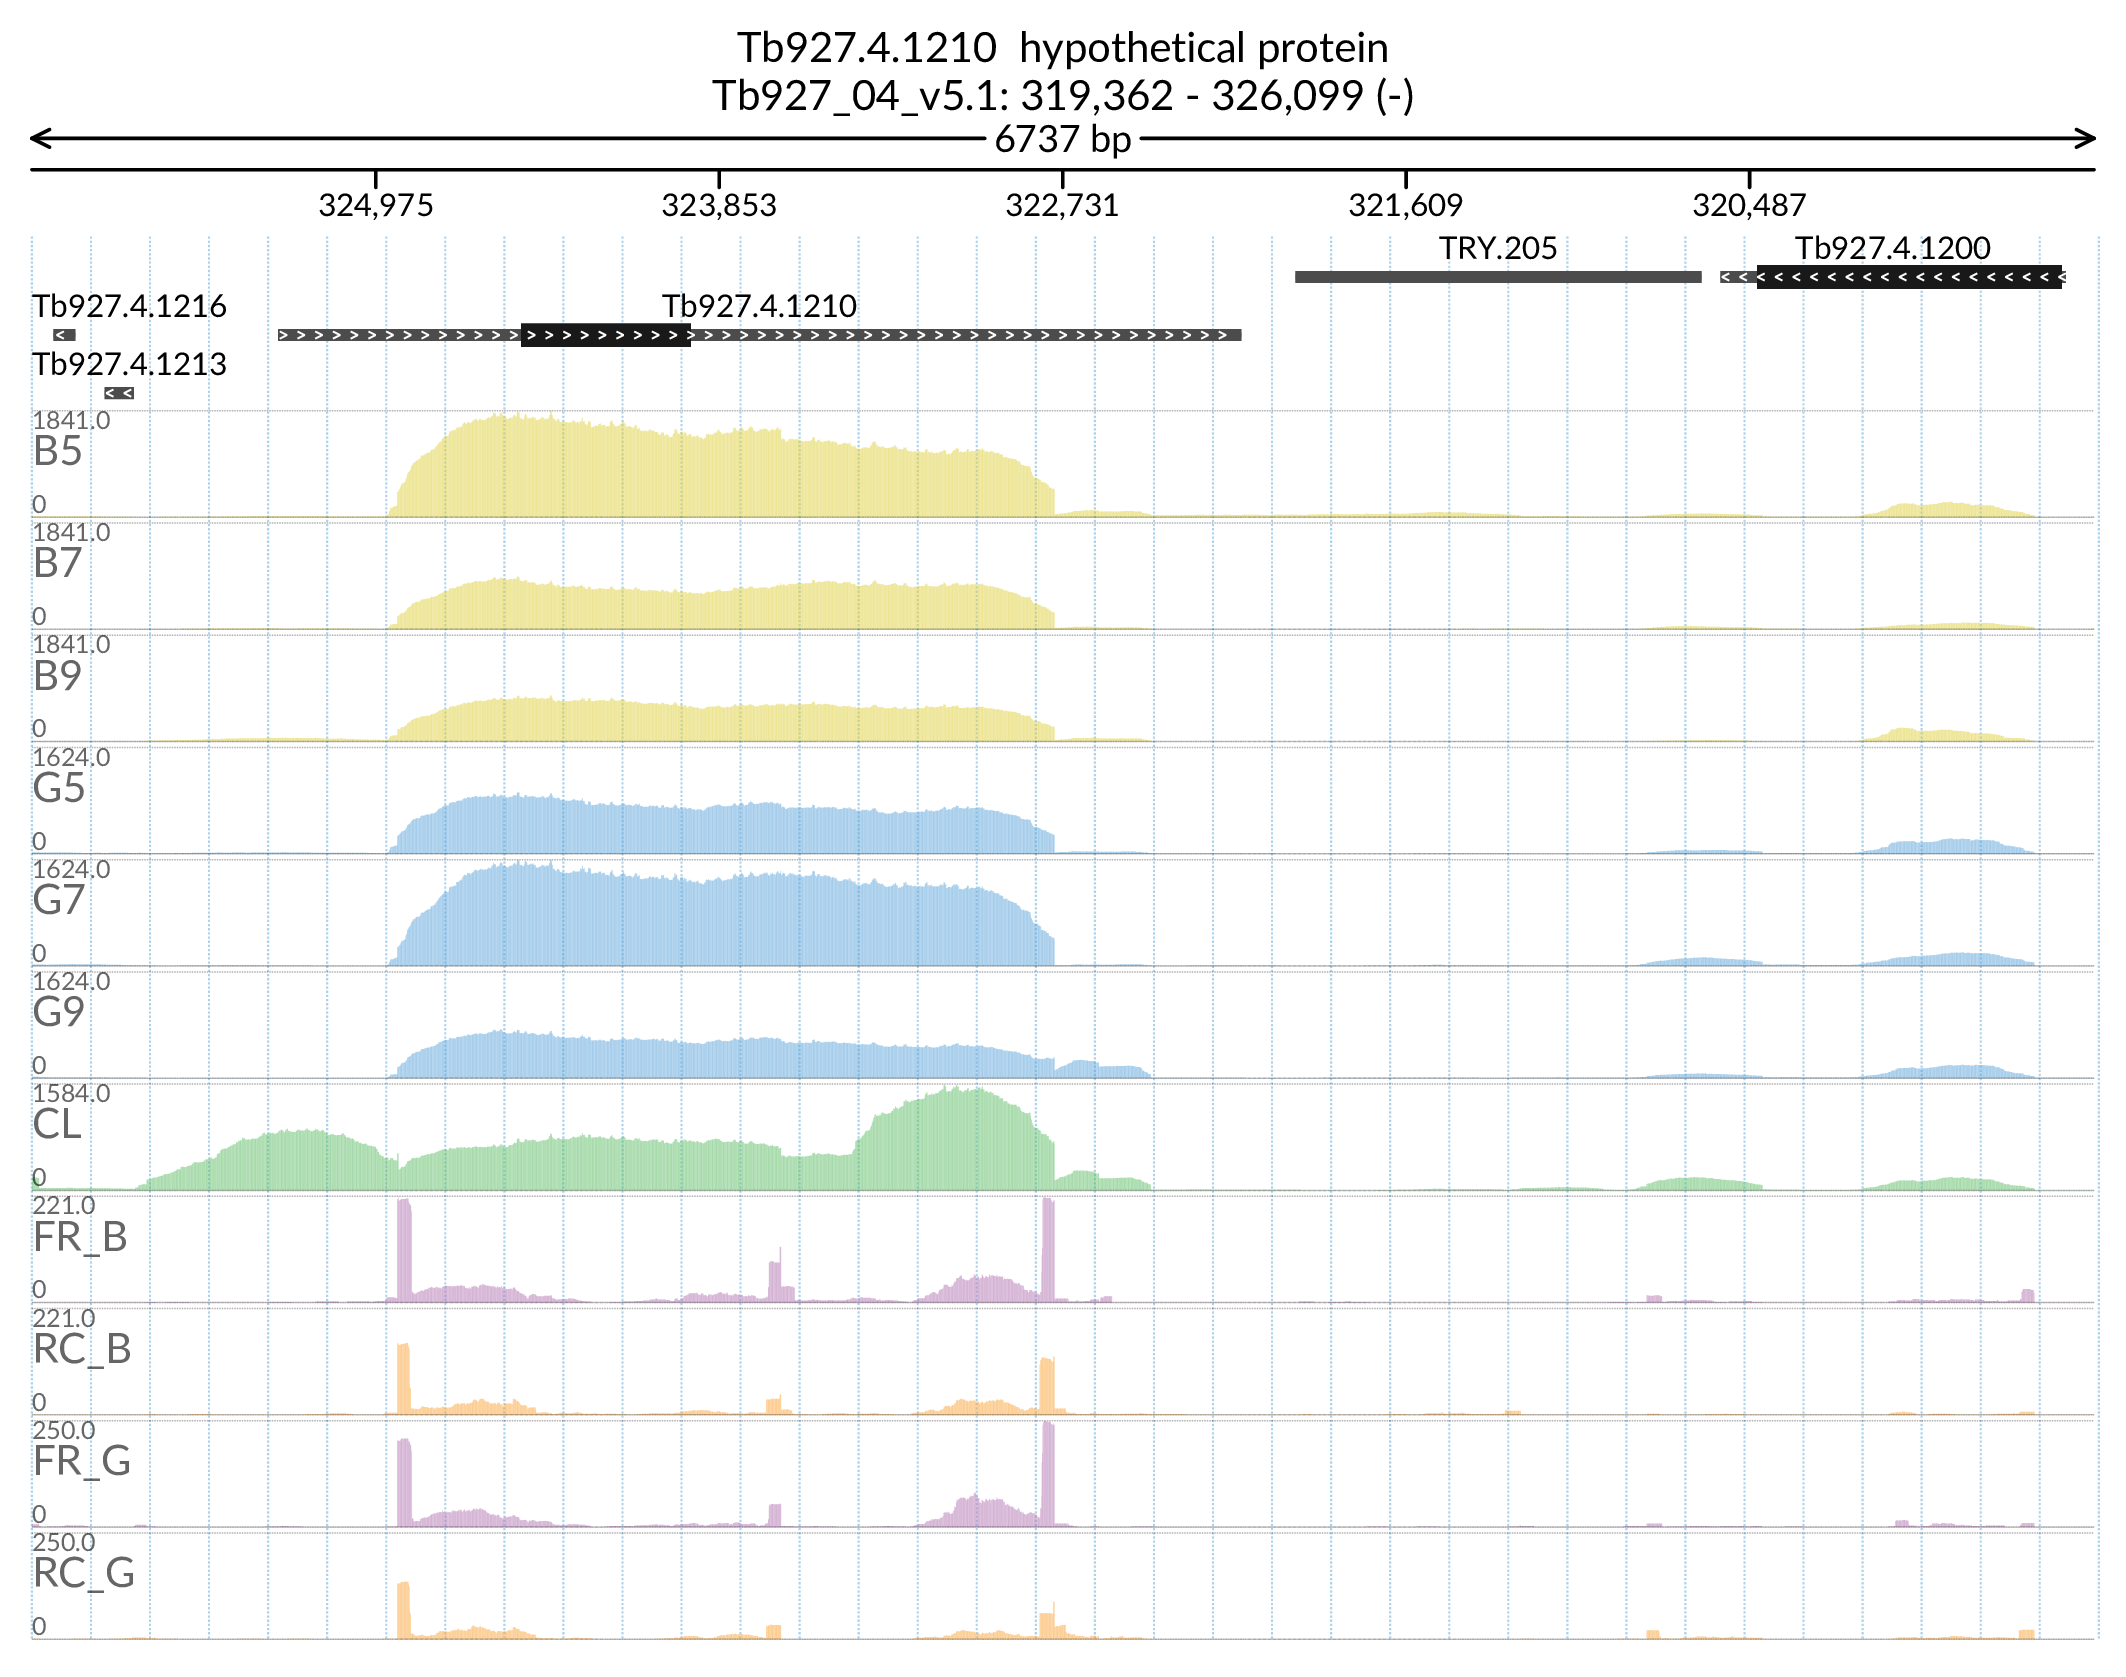 Tb927.4.1210 hypothetical protein
Tb927_04_v5.1: 319,362 - 326,099 (-)
6737 bp
324,975 323,853 322,731 321,609 320,487
TRY.205 Tb927.4.1200
Tb927.4.1216 Tb927.4.1210
Tb927.4.1213
1841.0
B5
0
1841.0
B7
0
1841.0
B9
0
1624.0
G5
0
1624.0
G7
0
1624.0
G9
0
1584.0
CL
0
221.0
FR_B
0
221.0
RC_B
0
250.0
FR_G
0
250.0
RC_G
0